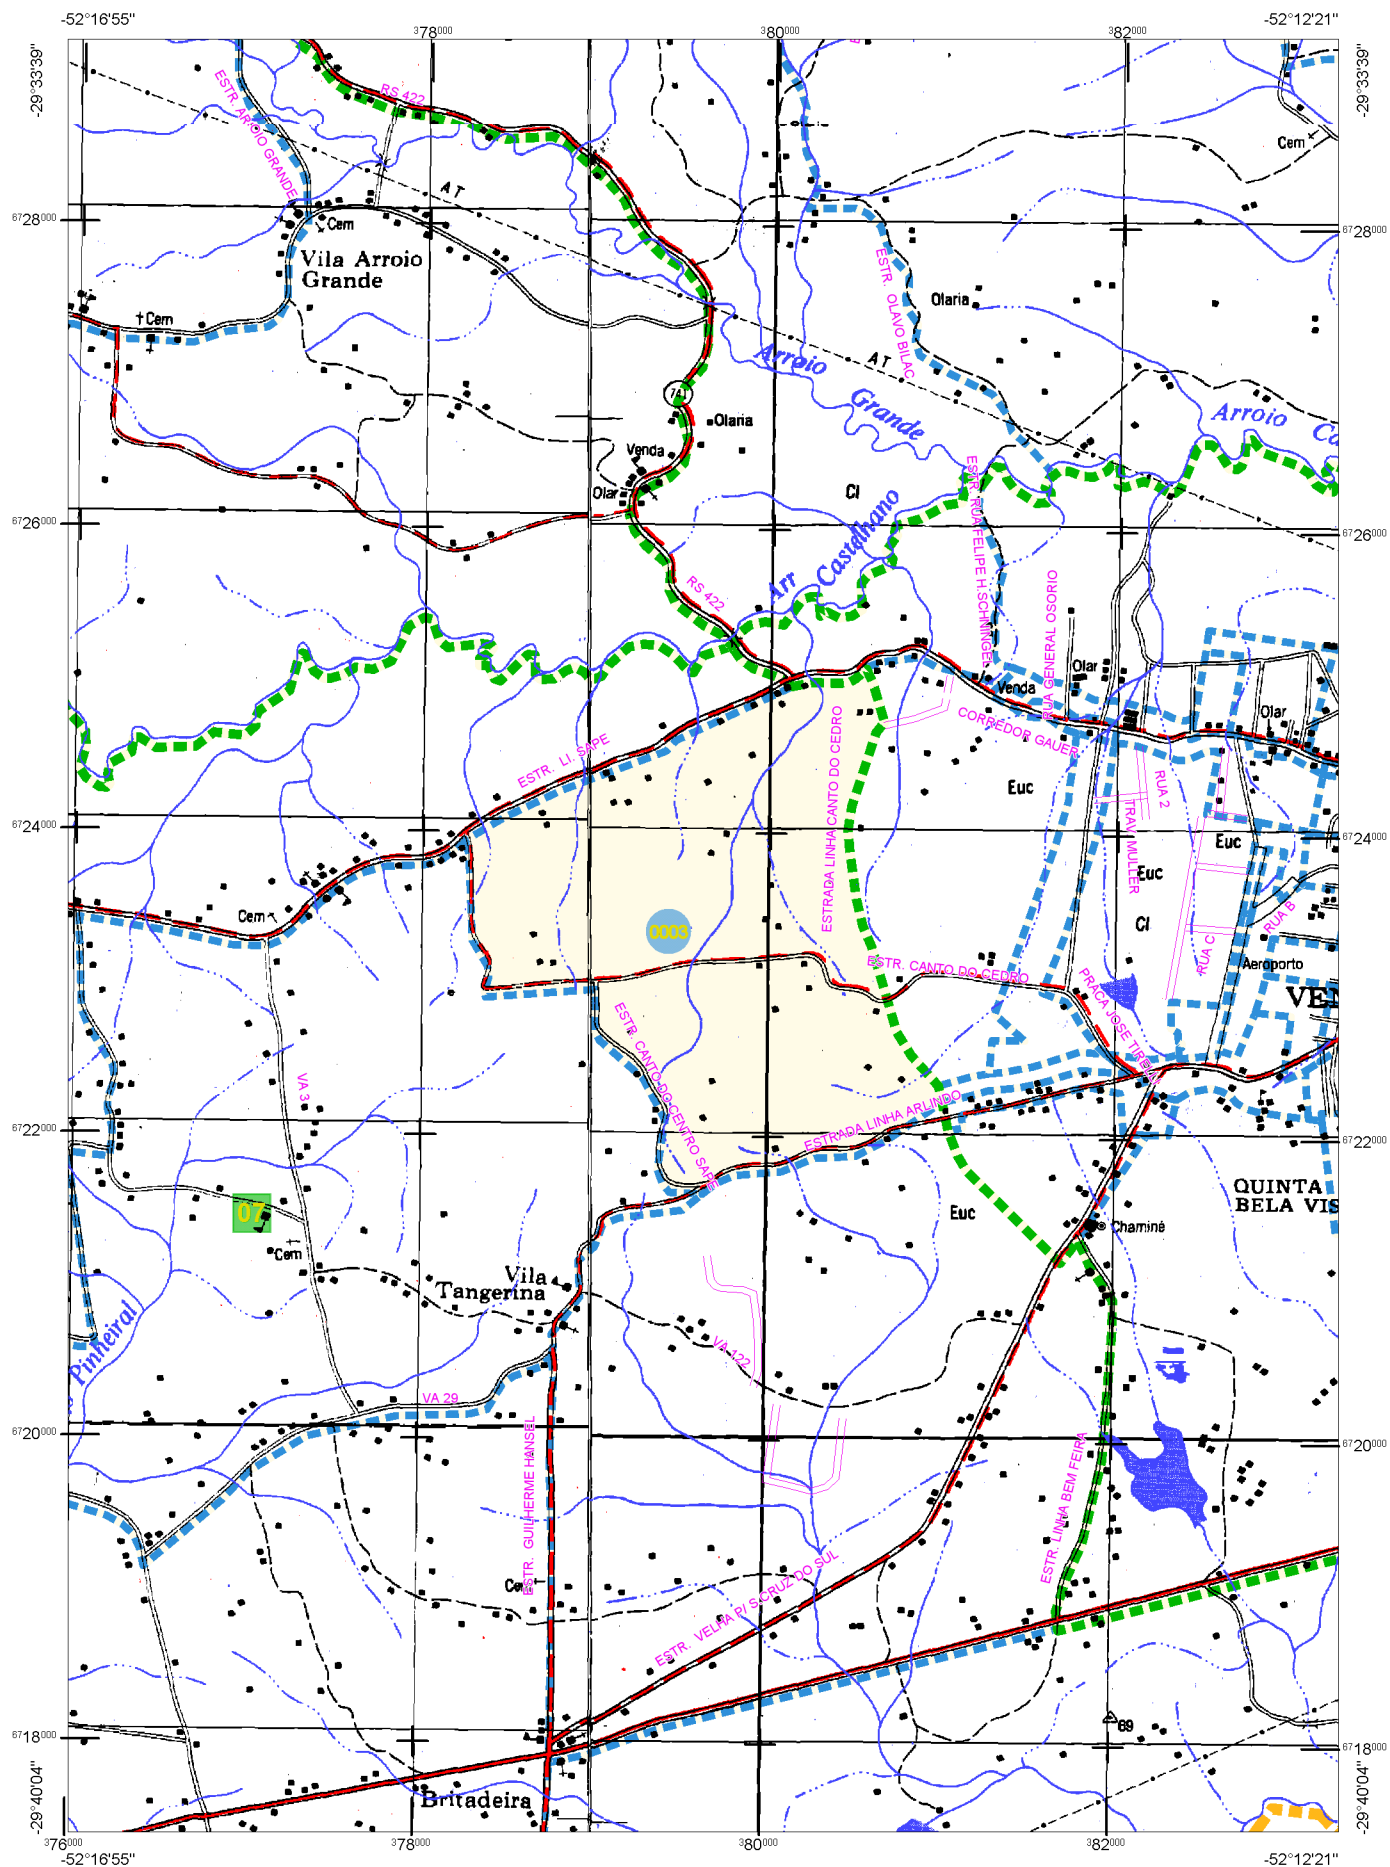 -52°16'55"
-52°12'21"
378000
380000
382000
-29°33'39"
-29°33'39"
RS 422
ESTR. ARROIO GRANDE
Cem
A T
Cem
6728000
6728000
Vila Arroio
Grande
ESTR. OLAVO BILAC
Olaria
Cem
Arroio
Grande
A T
741
Olaria
Arroio
Venda
Olar
Cl
ESTR. RUA FELIPE H.SCHNINGEL
6726000
6726000
Arr
Castelhano
RS 422
RUA GENERAL OSORIO
Olar
Venda
CORREDOR GAUER
Olar
ESTRADA LINHA CANTO DO CEDRO
ESTR. LI. SAPE
Euc
RUA 2
TRAV MULLER
6724000
6724000
Euc
Euc
Cem
0003
Cl
RUA B
RUA C
ESTR. CANTO DO CEDRO
Aeroporto
PRACA JOSE TIRELLI
VEN
ESTR. CANTO DO CENTRO SAPE
VA 3
ESTRADA LINHA ARLINDO
6722000
6722000
QUINTA
BELA VIS
07
Euc
Chaminé
Cem
Vila
Tangerina
Pinheiral
VA 122
VA 29
6720000
6720000
ESTR. GUILHERME HANSEL
ESTR. LINHA BEM FEIRA
ESTR. VELHA P/ S.CRUZ DO SUL
69
6718000
6718000
Britadeira
-29°40'04"
-29°40'04"
376000
378000
380000
382000
-52°16'55"
-52°12'21"